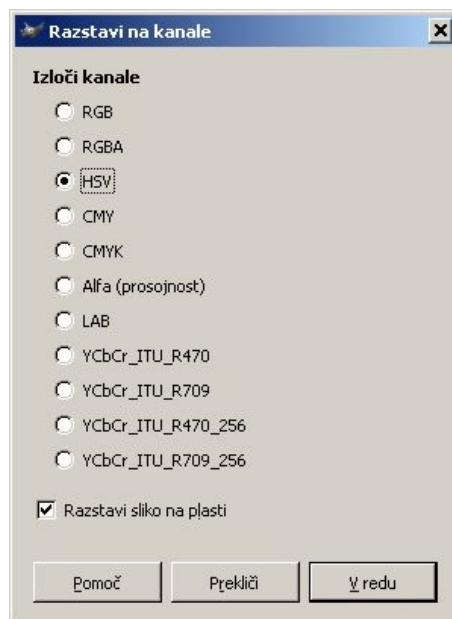 Razstavi na kanale
Izloči kanale
RGB
RGBA
HSV
CMY
CMYK
Alfa (prosojnost)
LAB
YCbCr_ITU_R470
YCbCr_ITU_R709
YCbCr_ITU_R470_256
YCbCr_ITU_R709_256
Razstavi sliko na plasti
Pomoč Prekliči V redu